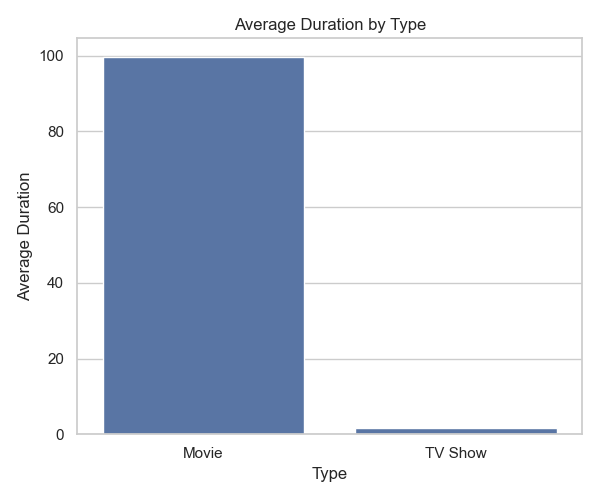 Average Duration by Type
100
80
60
40
20
0
Average Duration
Movie
TV Show
Type